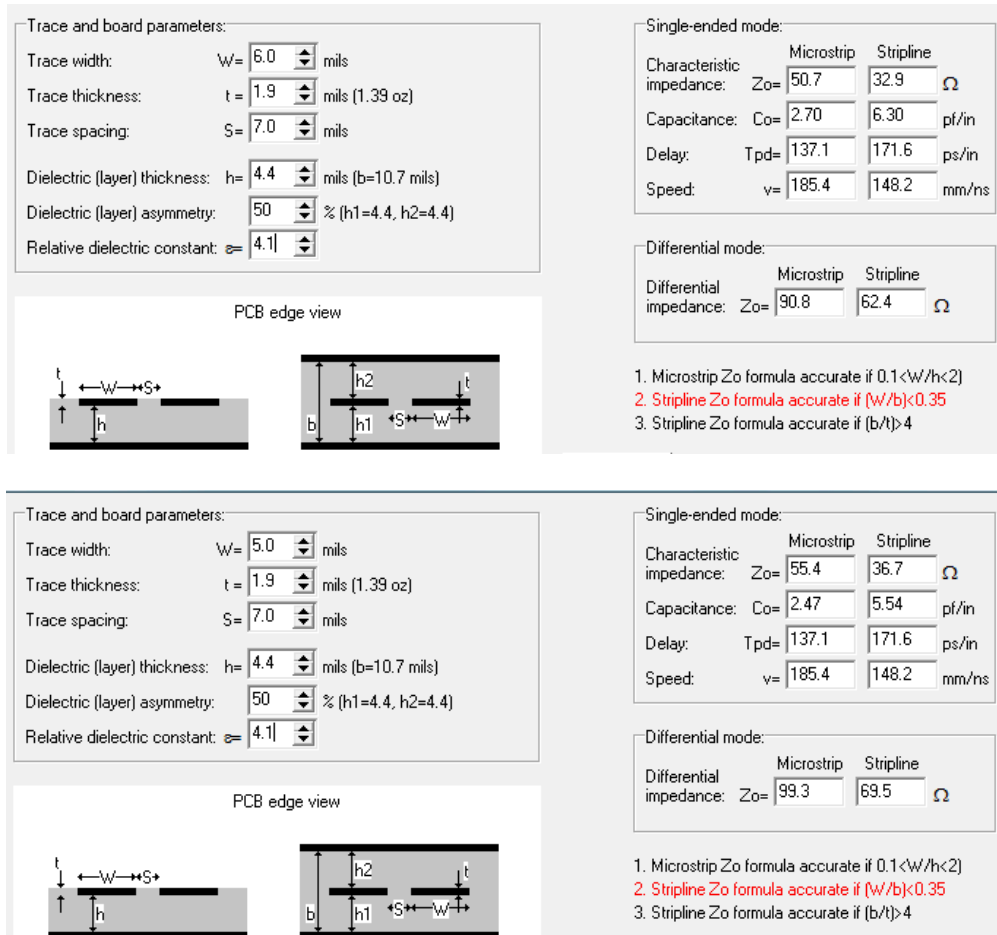 Trace and board parameters:
Trace width: W= 6.0 mils
Trace thickness: t = 1.9 mils (1.39 oz)
Trace spacing: S= 7.0 mils
Dielectric (layer) thickness: h= 4.4 mils (b=10.7 mils)
Dielectric (layer) asymmetry: 50 % (h1=4.4, h2=4.4)
Relative dielectric constant: ε= 4.1
PCB edge view
t W S h
b h2 h1 S W t
Single-ended mode:
Microstrip Stripline
Characteristic
impedance: Zo= 50.7 32.9 Ω
Capacitance: Co= 2.70 6.30 pf/in
Delay: Tpd= 137.1 171.6 ps/in
Speed: v= 185.4 148.2 mm/ns
Differential mode:
Microstrip Stripline
Differential
impedance: Zo= 90.8 62.4 Ω
1. Microstrip Zo formula accurate if 0.1<W/h<2)
2. Stripline Zo formula accurate if (W/b)<0.35
3. Stripline Zo formula accurate if (b/t)>4
Trace and board parameters:
Trace width: W= 5.0 mils
Trace thickness: t = 1.9 mils (1.39 oz)
Trace spacing: S= 7.0 mils
Dielectric (layer) thickness: h= 4.4 mils (b=10.7 mils)
Dielectric (layer) asymmetry: 50 % (h1=4.4, h2=4.4)
Relative dielectric constant: ε= 4.1
PCB edge view
t W S h
b h2 h1 S W t
Single-ended mode:
Microstrip Stripline
Characteristic
impedance: Zo= 55.4 36.7 Ω
Capacitance: Co= 2.47 5.54 pf/in
Delay: Tpd= 137.1 171.6 ps/in
Speed: v= 185.4 148.2 mm/ns
Differential mode:
Microstrip Stripline
Differential
impedance: Zo= 99.3 69.5 Ω
1. Microstrip Zo formula accurate if 0.1<W/h<2)
2. Stripline Zo formula accurate if (W/b)<0.35
3. Stripline Zo formula accurate if (b/t)>4